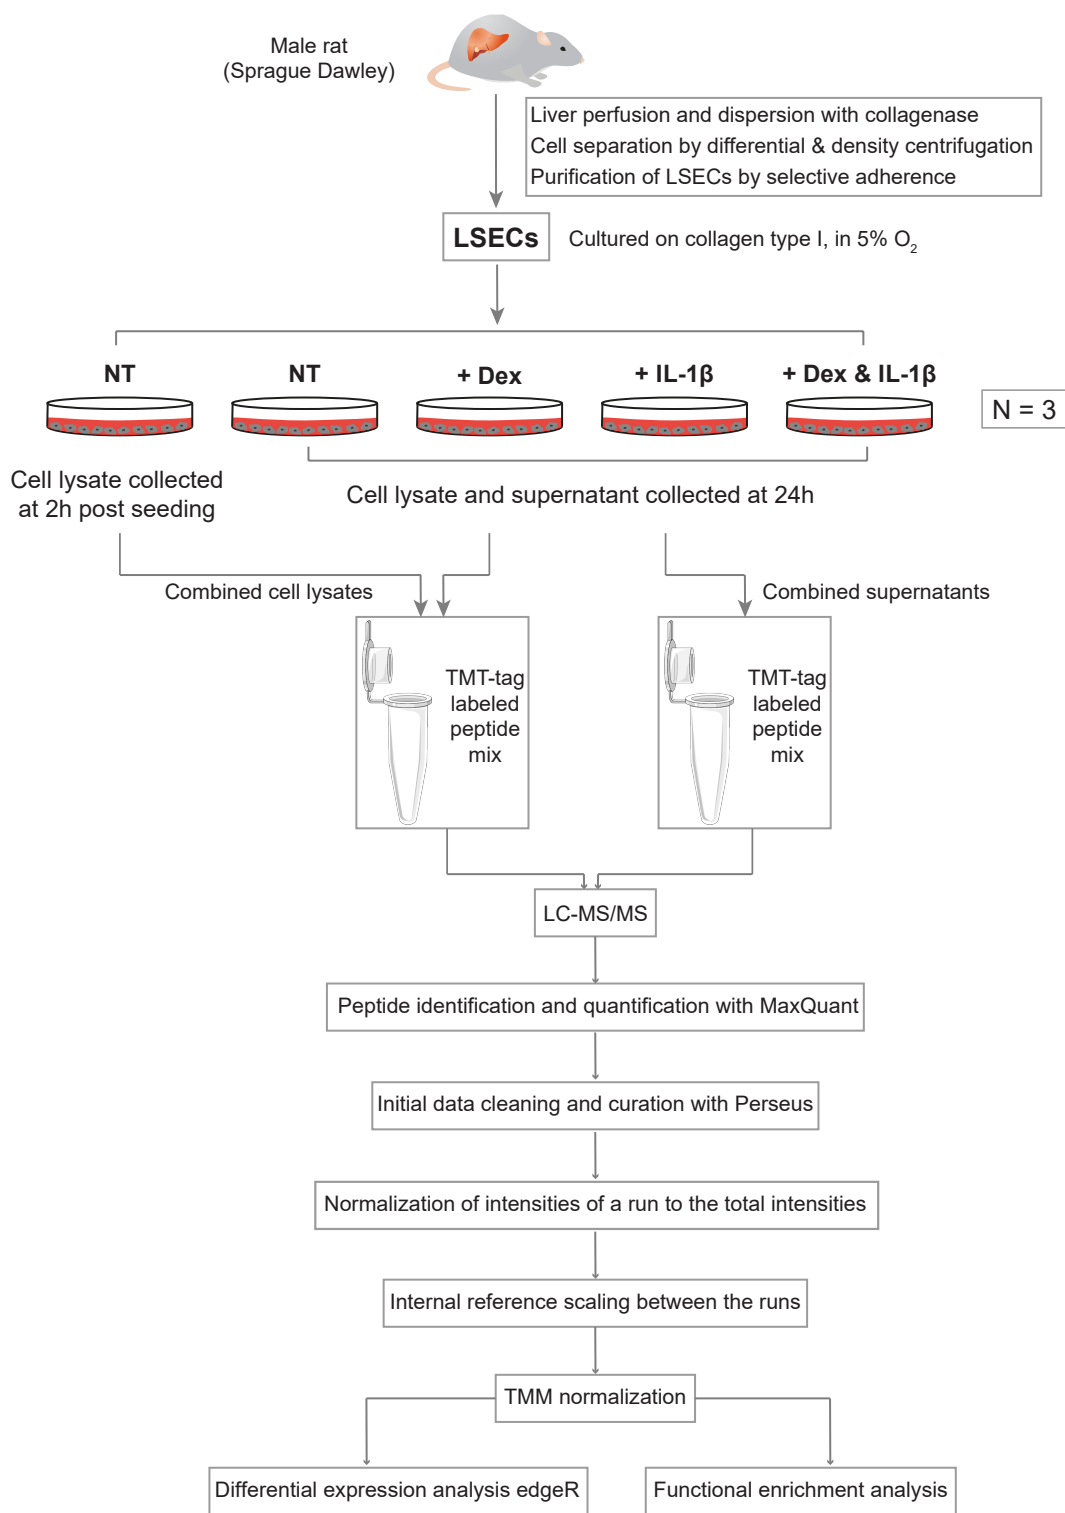 Male rat
(Sprague Dawley)
Liver perfusion and dispersion with collagenase
Cell separation by differential & density centrifugation
Purification of LSECs by selective adherence
LSECs
Cultured on collagen type I, in 5% O₂
NT
NT
+ Dex
+ IL-1β
+ Dex & IL-1β
N = 3
Cell lysate collected
at 2h post seeding
Cell lysate and supernatant collected at 24h
Combined cell lysates
Combined supernatants
TMT-tag
labeled
peptide
mix
TMT-tag
labeled
peptide
mix
LC-MS/MS
Peptide identification and quantification with MaxQuant
Initial data cleaning and curation with Perseus
Normalization of intensities of a run to the total intensities
Internal reference scaling between the runs
TMM normalization
Differential expression analysis edgeR
Functional enrichment analysis